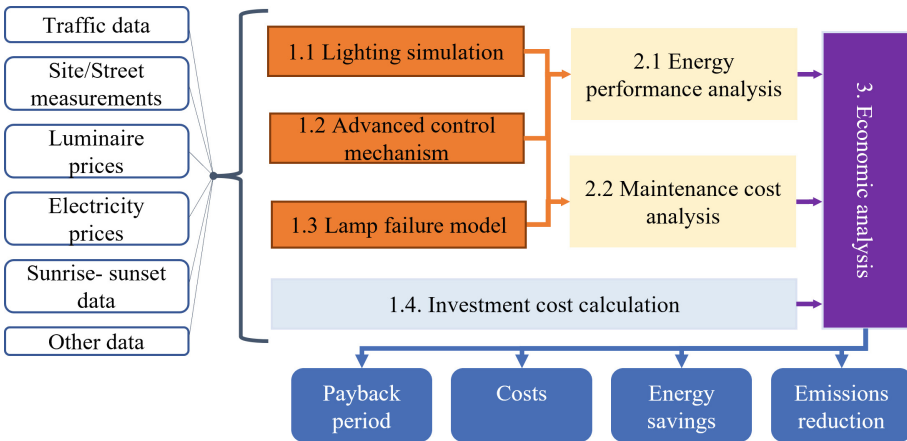 Traffic data
Site/Street
measurements
Luminaire
prices
Electricity
prices
Sunrise- sunset
data
Other data
1.1 Lighting simulation
1.2 Advanced control
mechanism
1.3 Lamp failure model
1.4. Investment cost calculation
2.1 Energy
performance analysis
2.2 Maintenance cost
analysis
3. Economic analysis
Payback
period
Costs
Energy
savings
Emissions
reduction